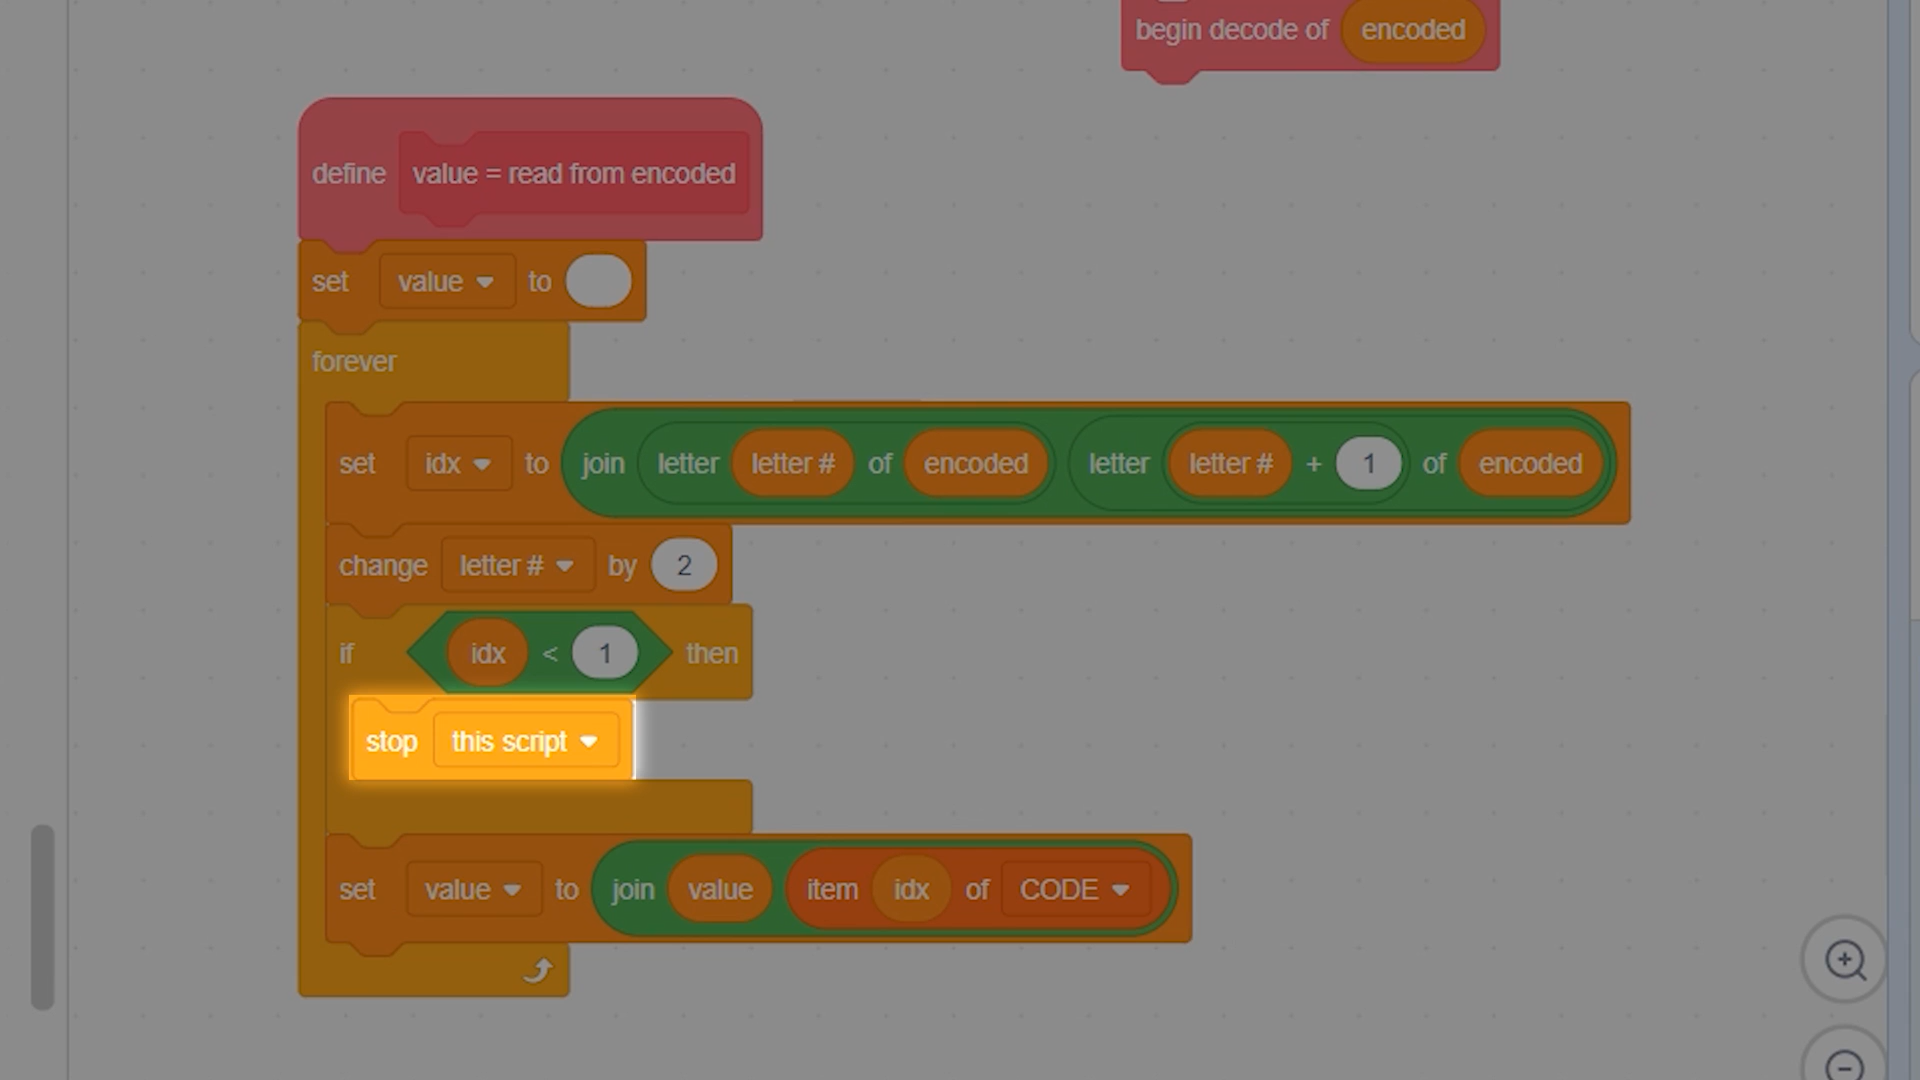 begin decode of encoded
define value = read from encoded
set value to
forever
set idx to join letter letter # of encoded letter letter # + 1 of encoded
change letter # by 2
if idx < 1 then
stop this script
set value to join value item idx of CODE